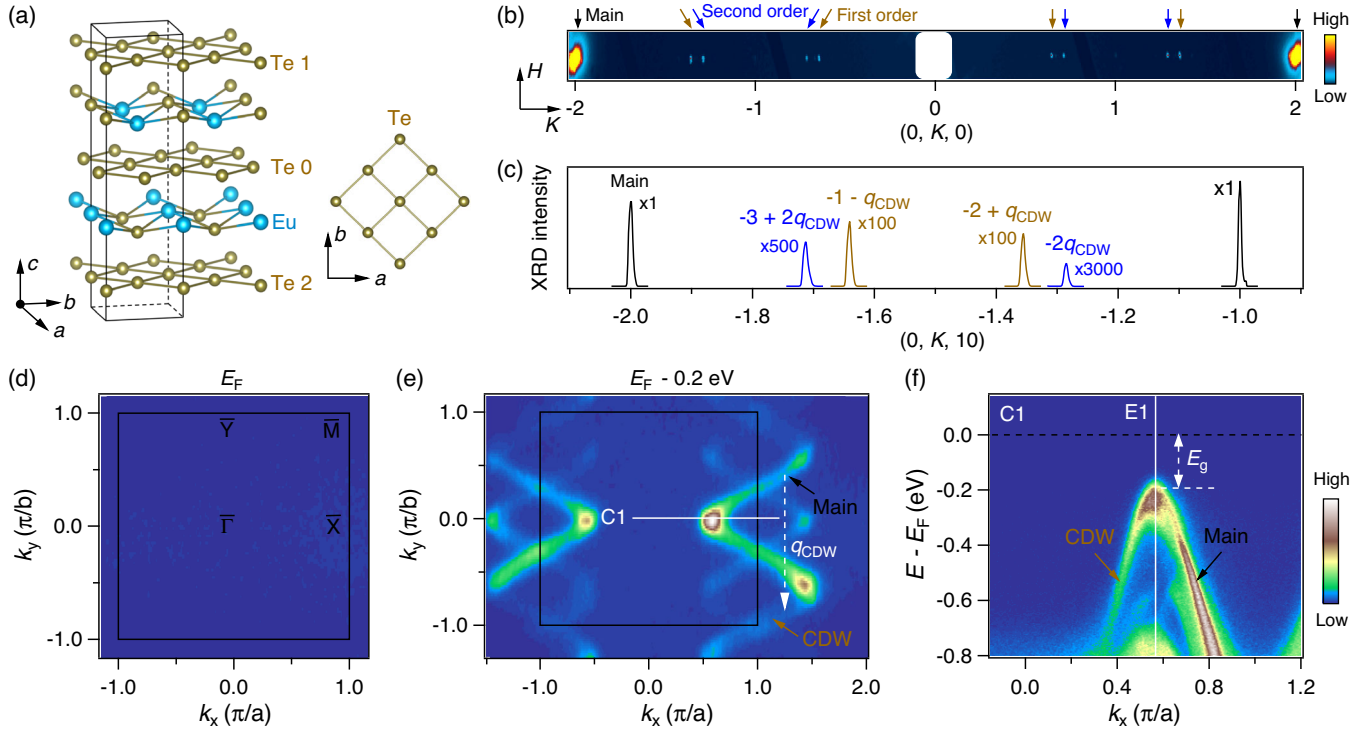 (a)
Te 1
Te 0
Eu
Te 2
c
b
a
Te
b
a
(b)
Main
Second order
First order
High
Low
H
K
-2
-1
0
1
2
(0, K, 0)
(c)
XRD intensity
Main
x1
-3 + 2qCDW
x500
-1 - qCDW
x100
-2 + qCDW
x100
-2qCDW
x3000
x1
-2.0
-1.8
-1.6
-1.4
-1.2
-1.0
(0, K, 10)
(d)
EF
1.0
0.0
-1.0
ky (π/b)
Y̅
M̅
Γ̅
X̅
-1.0
0.0
1.0
kx (π/a)
(e)
EF - 0.2 eV
1.0
0.0
-1.0
ky (π/b)
C1
Main
qCDW
CDW
-1.0
0.0
1.0
2.0
kx (π/a)
(f)
C1
E1
Eg
CDW
Main
0.0
-0.2
-0.4
-0.6
-0.8
E - EF (eV)
0.0
0.4
0.8
1.2
kx (π/a)
High
Low